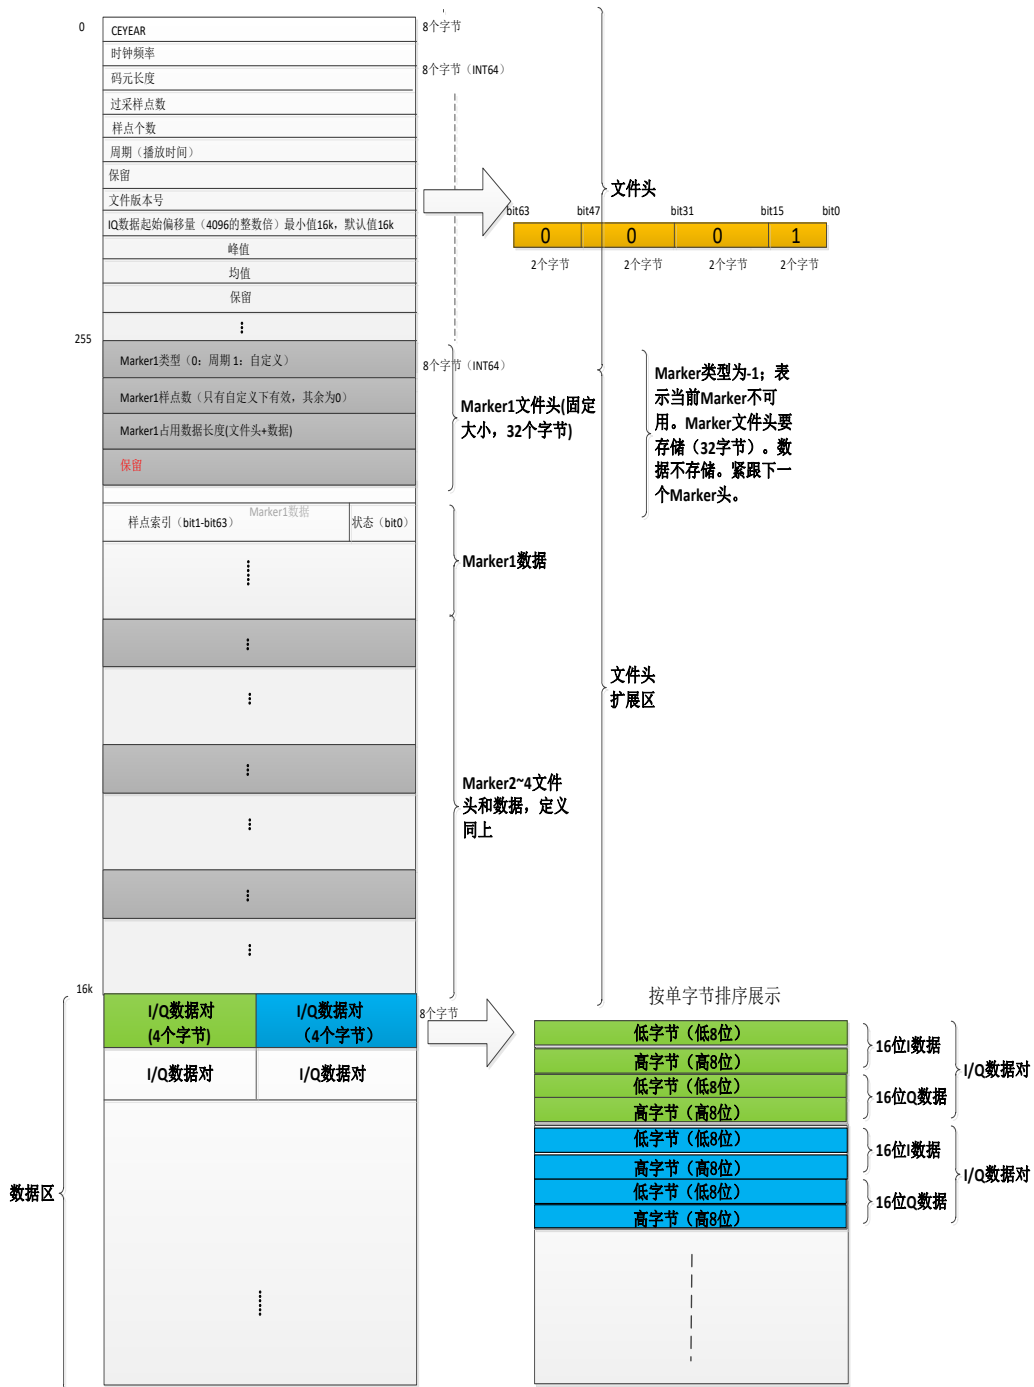 0
CEYEAR
8个字节
时钟频率
码元长度
8个字节（INT64）
过采样点数
样点个数
周期（播放时间）
保留
文件版本号
IQ数据起始偏移量（4096的整数倍）最小值16k，默认值16k
峰值
均值
保留
文件头
bit63
bit47
bit31
bit15
bit0
0
0
0
1
2个字节
2个字节
2个字节
2个字节
255
Marker1类型（0：周期 1：自定义）
8个字节（INT64）
Marker1样点数（只有自定义下有效，其余为0）
Marker1占用数据长度(文件头+数据)
保留
Marker1文件头(固定
大小，32个字节)
Marker类型为-1；表
示当前Marker不可
用。Marker文件头要
存储（32字节）。数
据不存储。紧跟下一
个Marker头。
样点索引（bit1-bit63）
Marker1数据
状态（bit0）
Marker1数据
文件头
扩展区
Marker2~4文件
头和数据，定义
同上
16k
I/Q数据对
(4个字节)
I/Q数据对
（4个字节）
8个字节
I/Q数据对
I/Q数据对
数据区
按单字节排序展示
低字节（低8位）
高字节（高8位）
16位I数据
低字节（低8位）
高字节（高8位）
16位Q数据
I/Q数据对
低字节（低8位）
高字节（高8位）
16位I数据
低字节（低8位）
高字节（高8位）
16位Q数据
I/Q数据对